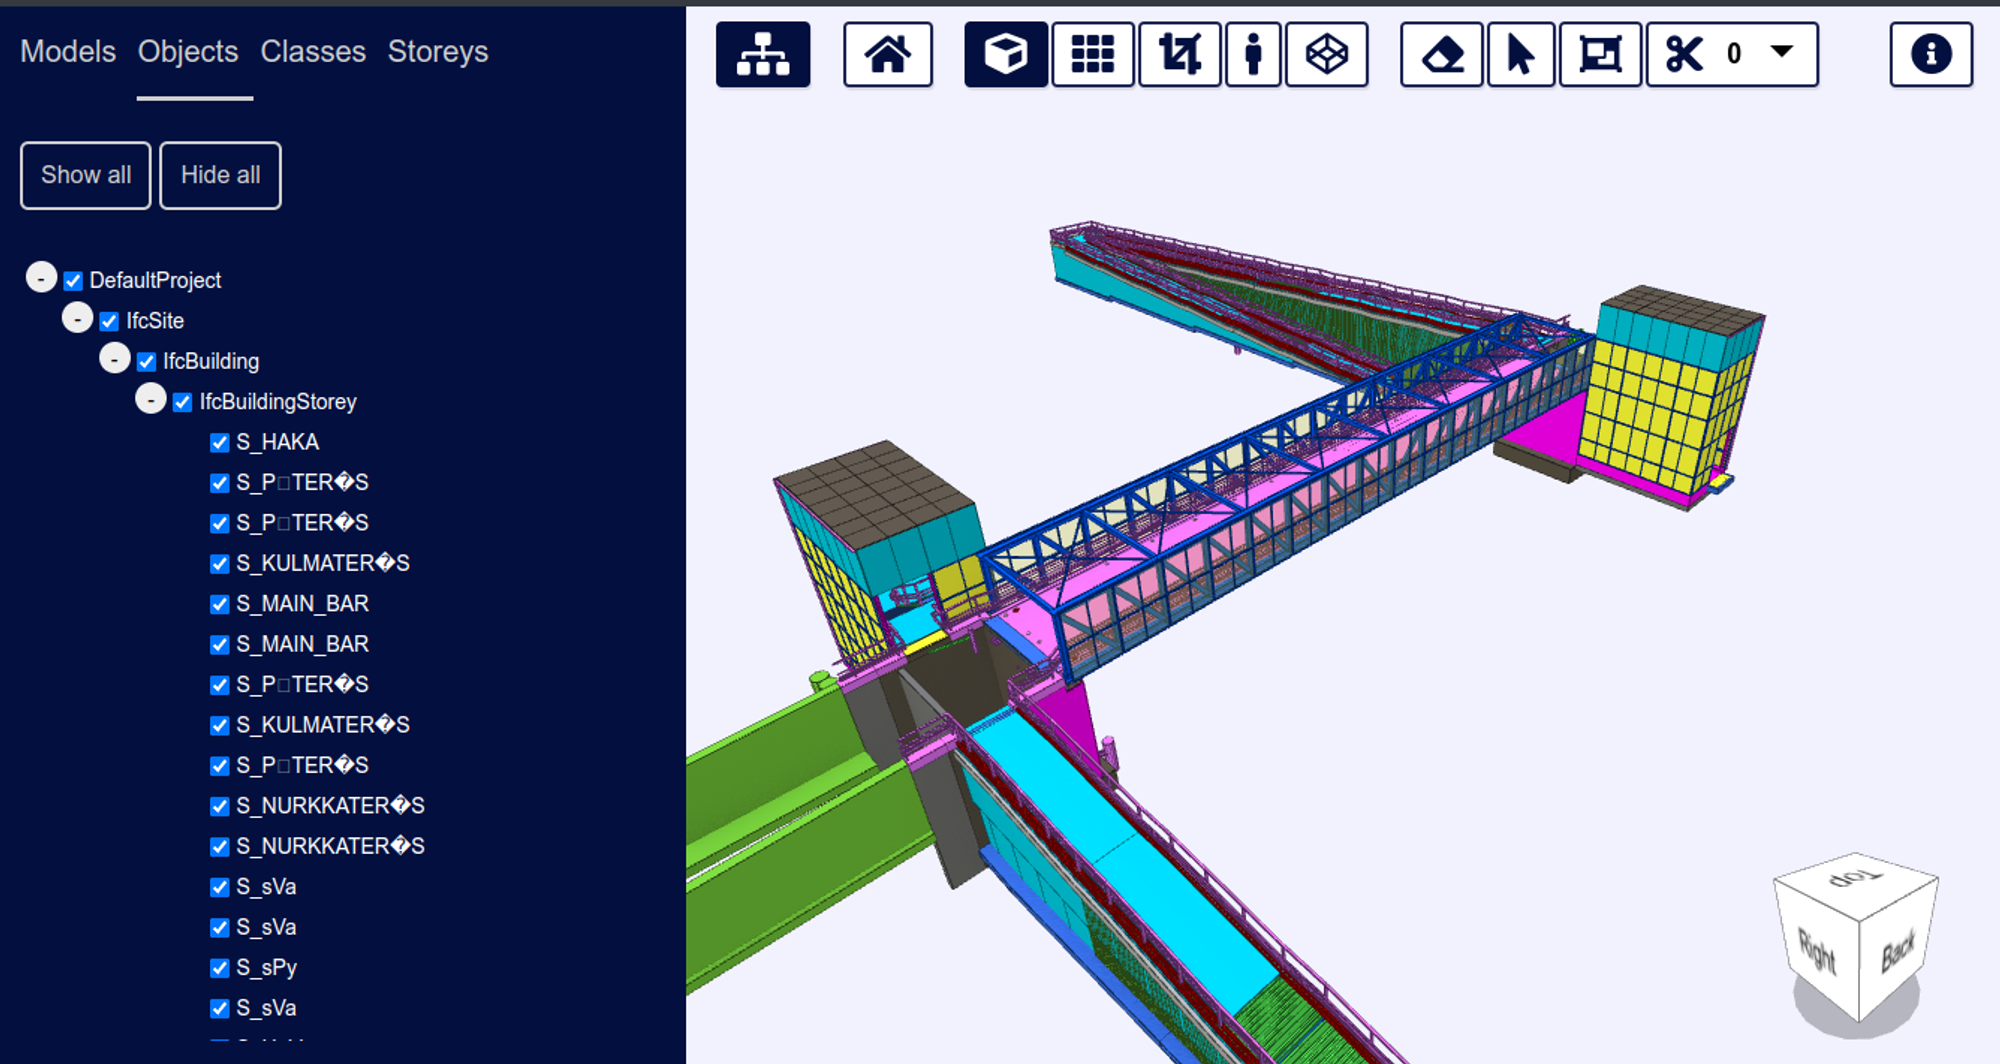 Models Objects Classes Storeys
0
Show all Hide all
- DefaultProject
- IfcSite
- IfcBuilding
- IfcBuildingStorey
S_HAKA
S_P□TER�S
S_P□TER�S
S_KULMATER�S
S_MAIN_BAR
S_MAIN_BAR
S_P□TER�S
S_KULMATER�S
S_P□TER�S
S_NURKKATER�S
S_NURKKATER�S
S_sVa
S_sVa
S_sPy
S_sVa
Top
Right Back